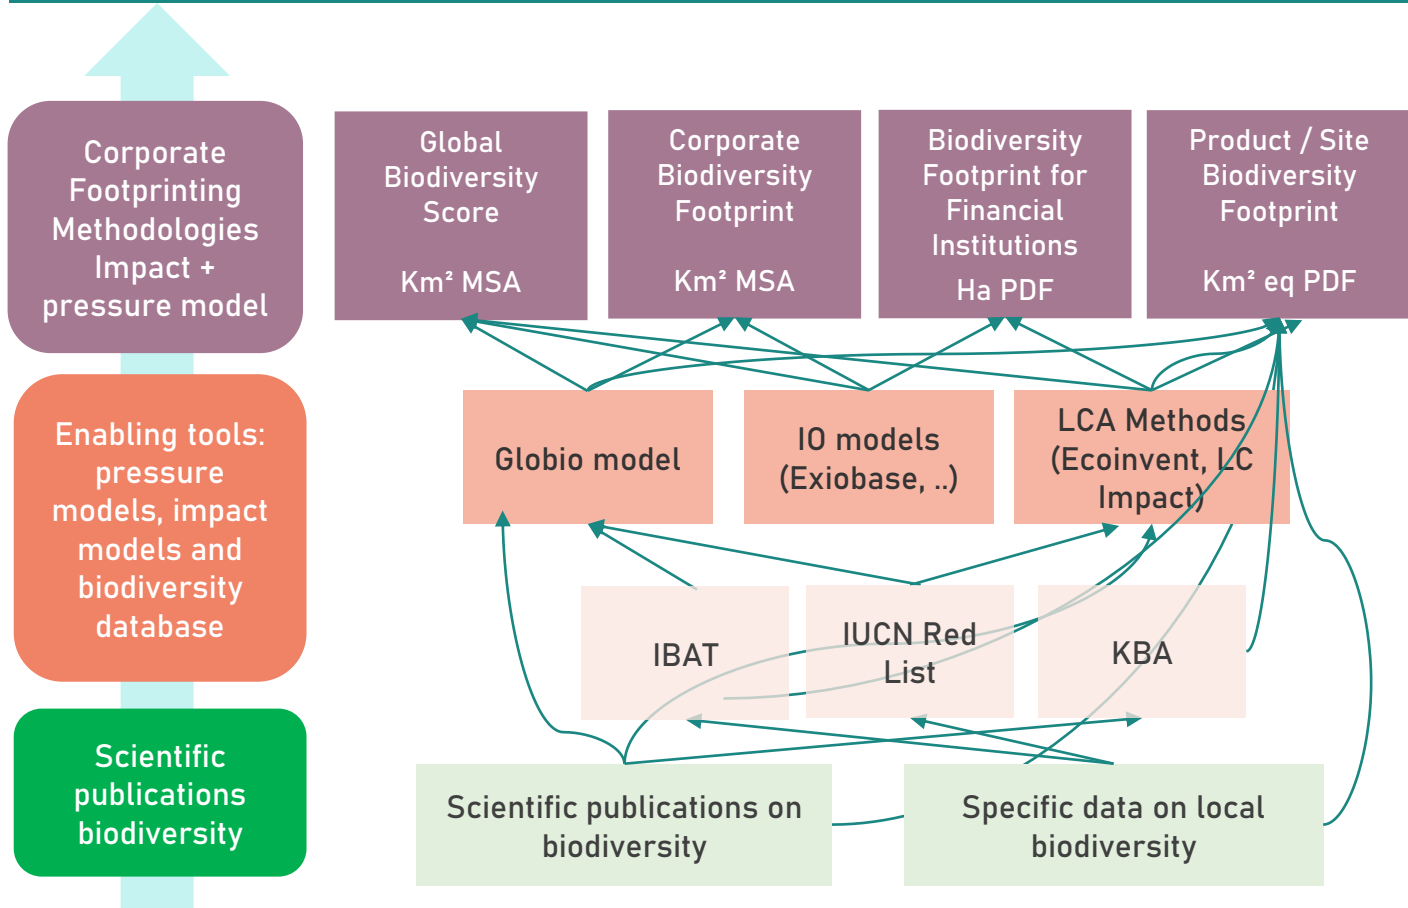 Corporate
Footprinting
Methodologies
Impact +
pressure model
Global
Biodiversity
Score
Km² MSA
Corporate
Biodiversity
Footprint
Km² MSA
Biodiversity
Footprint for
Financial
Institutions
Ha PDF
Product / Site
Biodiversity
Footprint
Km² eq PDF
Enabling tools:
pressure
models, impact
models and
biodiversity
database
Globio model
IO models
(Exiobase, ..)
LCA Methods
(Ecoinvent, LC
Impact)
IBAT
IUCN Red
List
KBA
Scientific
publications
biodiversity
Scientific publications on
biodiversity
Specific data on local
biodiversity